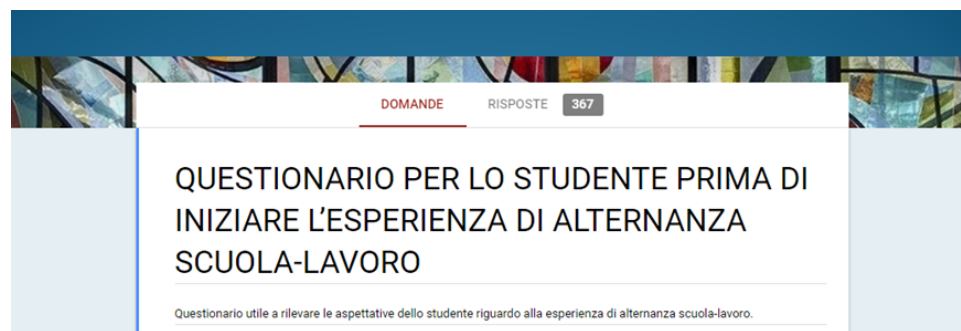 DOMANDE RISPOSTE 367
QUESTIONARIO PER LO STUDENTE PRIMA DI
INIZIARE L’ESPERIENZA DI ALTERNANZA
SCUOLA-LAVORO
Questionario utile a rilevare le aspettative dello studente riguardo alla esperienza di alternanza scuola-lavoro.